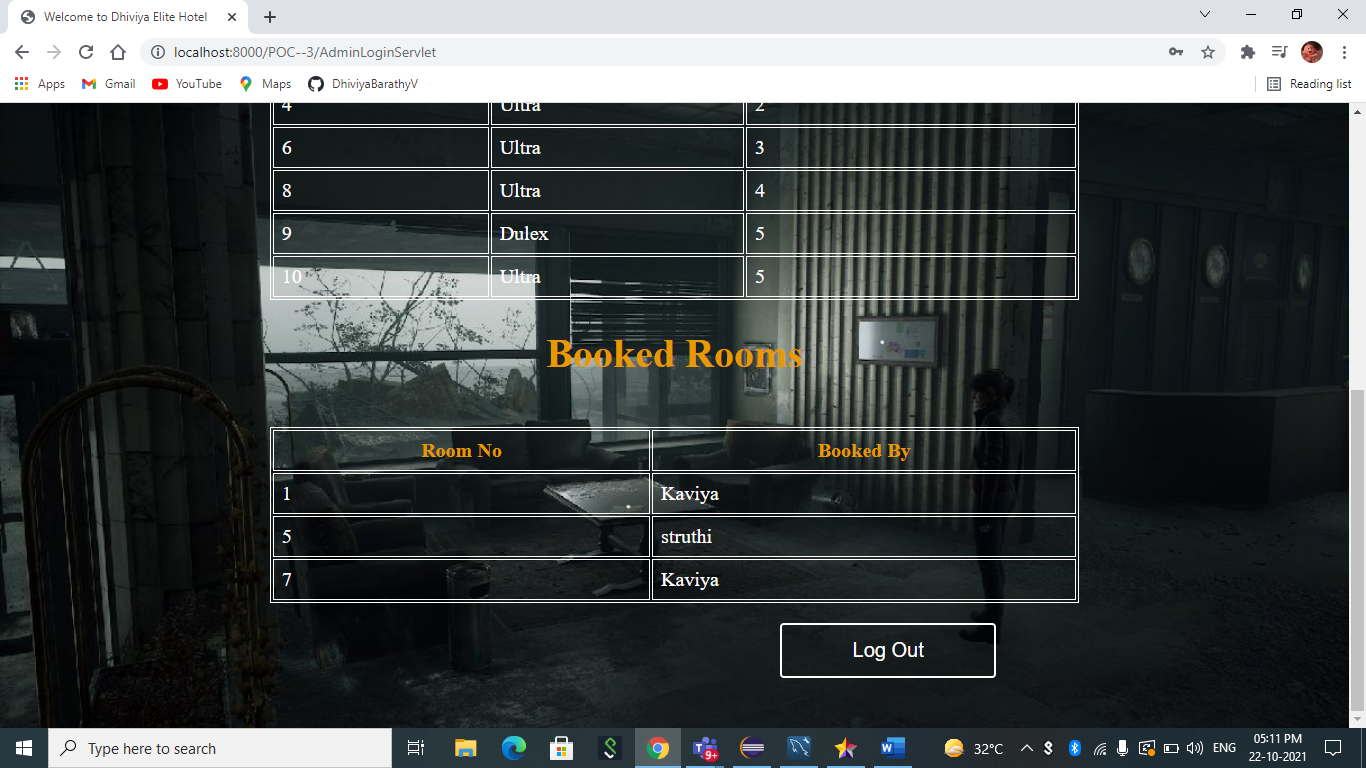 Welcome to Dhiviya Elite Hotel
localhost:8000/POC--3/AdminLoginServlet
Apps Gmail YouTube Maps DhiviyaBarathyV Reading list
4 Ultra 2
6 Ultra 3
8 Ultra 4
9 Dulex 5
10 Ultra 5
Booked Rooms
Room No Booked By
1 Kaviya
5 struthi
7 Kaviya
Log Out
Type here to search
9+
32°C
ENG
05:11 PM
22-10-2021